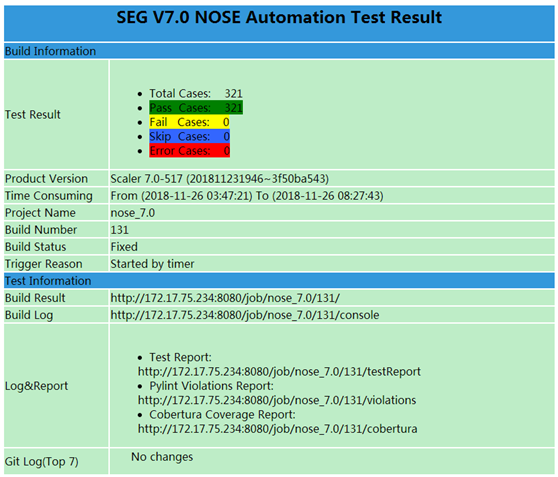 SEG V7.0 NOSE Automation Test Result
Build Information
Test Result
Total Cases: 321
Pass Cases: 321
Fail Cases: 0
Skip Cases: 0
Error Cases: 0
Product Version Scaler 7.0-517 (201811231946~3f50ba543)
Time Consuming From (2018-11-26 03:47:21) To (2018-11-26 08:27:43)
Project Name nose_7.0
Build Number 131
Build Status Fixed
Trigger Reason Started by timer
Test Information
Build Result http://172.17.75.234:8080/job/nose_7.0/131/
Build Log http://172.17.75.234:8080/job/nose_7.0/131/console
Log&Report
Test Report:
http://172.17.75.234:8080/job/nose_7.0/131/testReport
Pylint Violations Report:
http://172.17.75.234:8080/job/nose_7.0/131/violations
Cobertura Coverage Report:
http://172.17.75.234:8080/job/nose_7.0/131/cobertura
Git Log(Top 7) No changes